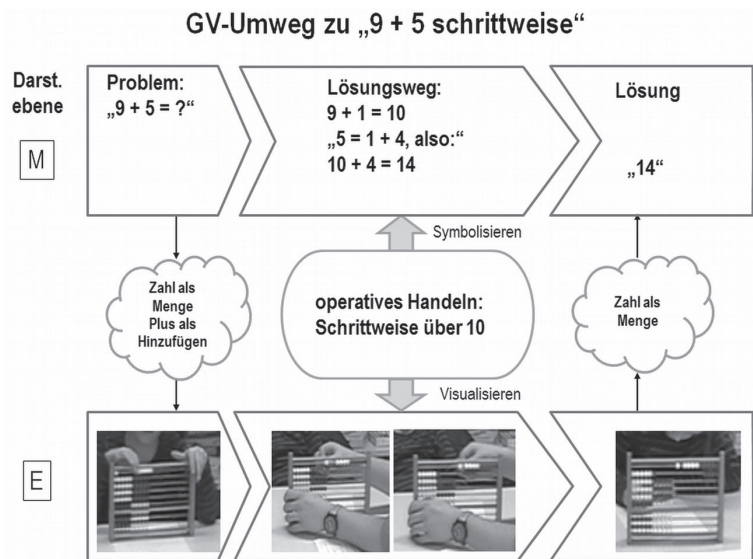 GV-Umweg zu „9 + 5 schrittweise“
Darst.
ebene
Problem:
„9 + 5 = ?“
Lösungsweg:
9 + 1 = 10
„5 = 1 + 4, also:“
10 + 4 = 14
Lösung
M
„14“
Symbolisieren
Zahl als
Menge
Plus als
Hinzufügen
operatives Handeln:
Schrittweise über 10
Zahl als
Menge
Visualisieren
E